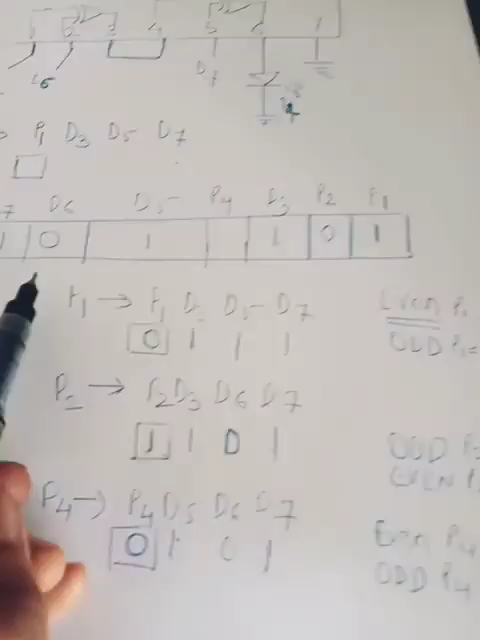 P1 D3 D5 D7
7 D6 D5 P4 D3 P2 P1
1 0 1 1 0 1
P1 → P1 D3 D5 D7
0 1 1 1
P2 → P2 D3 D6 D7
1 1 0 1
P4 → P4 D5 D6 D7
0 1 0 1
EVEN P
ODD P
ODD P
EVEN P
Even P4
ODD P4